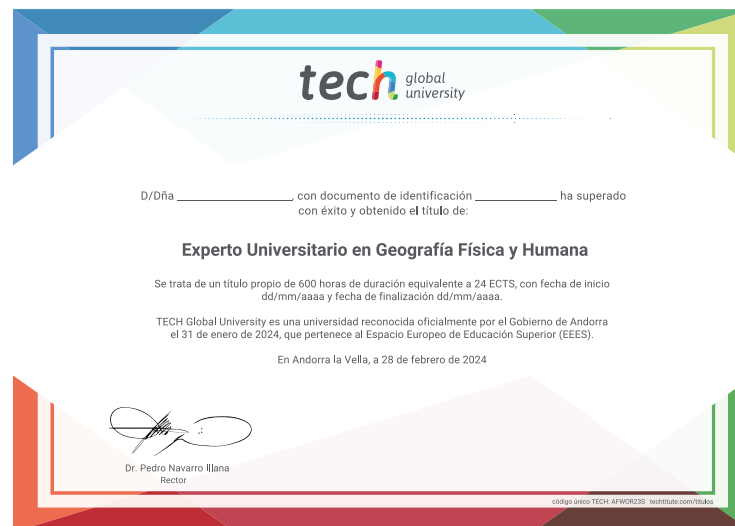 tech global university
D/Dña ______________, con documento de identificación ______________ ha superado
con éxito y obtenido el título de:
Experto Universitario en Geografía Física y Humana
Se trata de un título propio de 600 horas de duración equivalente a 24 ECTS, con fecha de inicio
dd/mm/aaaa y fecha de finalización dd/mm/aaaa.
TECH Global University es una universidad reconocida oficialmente por el Gobierno de Andorra
el 31 de enero de 2024, que pertenece al Espacio Europeo de Educación Superior (EEES).
En Andorra la Vella, a 28 de febrero de 2024
Dr. Pedro Navarro Illana
Rector
código único TECH: AFWOR23S techtitute.com/titulos